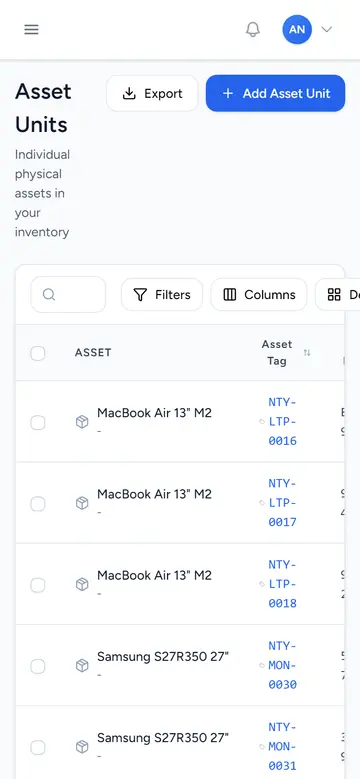 AN
Asset
Units
Export
Add Asset Unit
Individual
physical
assets in
your
inventory
Filters
Columns
ASSET
Asset
Tag
MacBook Air 13" M2
-
NTY-
LTP-
0016
MacBook Air 13" M2
-
NTY-
LTP-
0017
MacBook Air 13" M2
-
NTY-
LTP-
0018
Samsung S27R350 27"
-
NTY-
MON-
0030
Samsung S27R350 27"
-
NTY-
MON-
0031